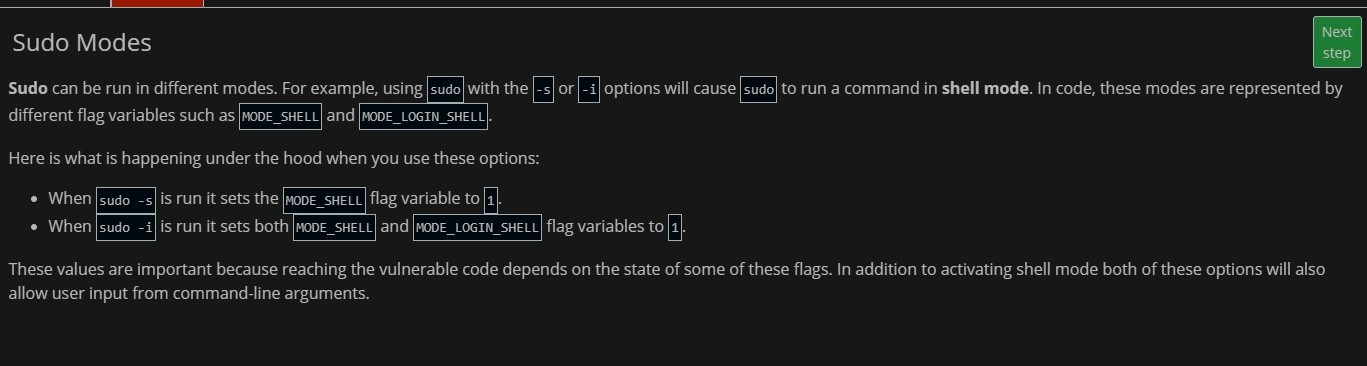 Sudo Modes
Next
step
Sudo can be run in different modes. For example, using sudo with the -s or -i options will cause sudo to run a command in shell mode. In code, these modes are represented by
different flag variables such as MODE_SHELL and MODE_LOGIN_SHELL.
Here is what is happening under the hood when you use these options:
• When sudo -s is run it sets the MODE_SHELL flag variable to 1.
• When sudo -i is run it sets both MODE_SHELL and MODE_LOGIN_SHELL flag variables to 1.
These values are important because reaching the vulnerable code depends on the state of some of these flags. In addition to activating shell mode both of these options will also
allow user input from command-line arguments.